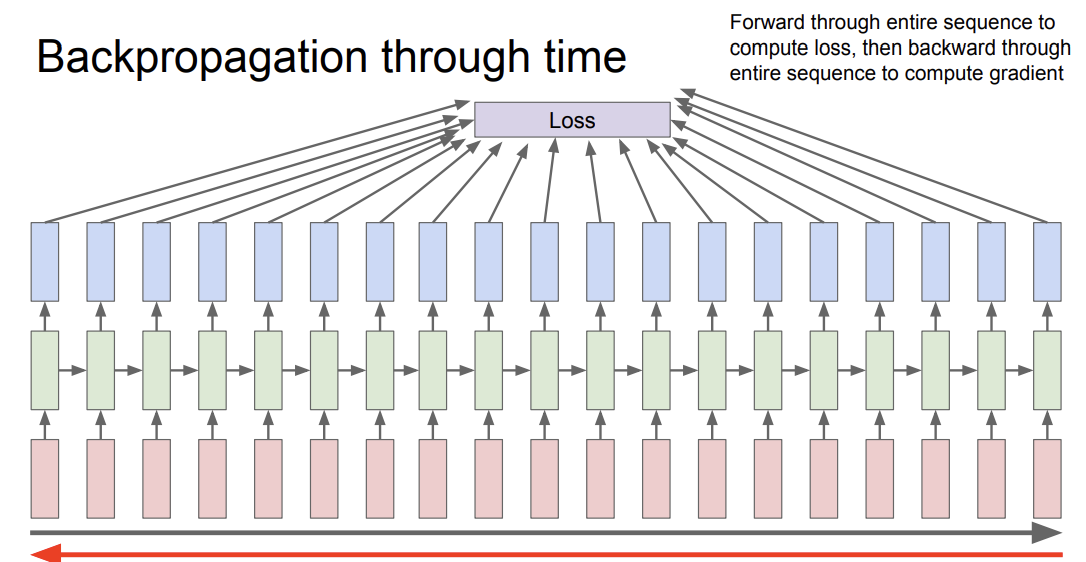 Backpropagation through time
Forward through entire sequence to
compute loss, then backward through
entire sequence to compute gradient
Loss